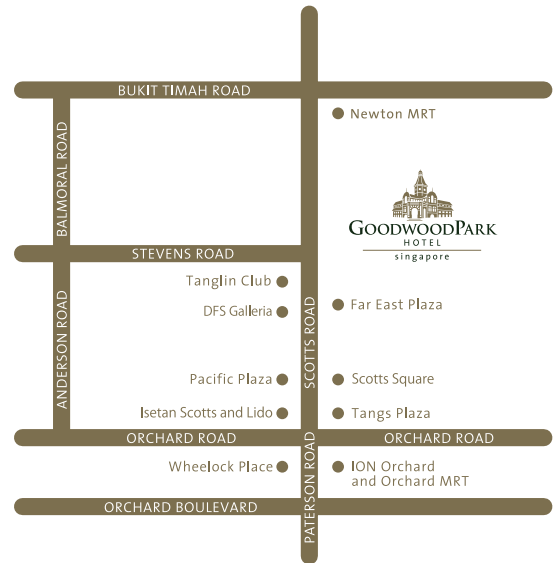 BUKIT TIMAH ROAD
Newton MRT
BALMORAL ROAD
GOODWOODPARK
HOTEL
singapore
STEVENS ROAD
Tanglin Club
DFS Galleria
Far East Plaza
ANDERSON ROAD
SCOTTS ROAD
Pacific Plaza
Scotts Square
Isetan Scotts and Lido
Tangs Plaza
ORCHARD ROAD
ORCHARD ROAD
PATERSON ROAD
Wheelock Place
ION Orchard
and Orchard MRT
ORCHARD BOULEVARD